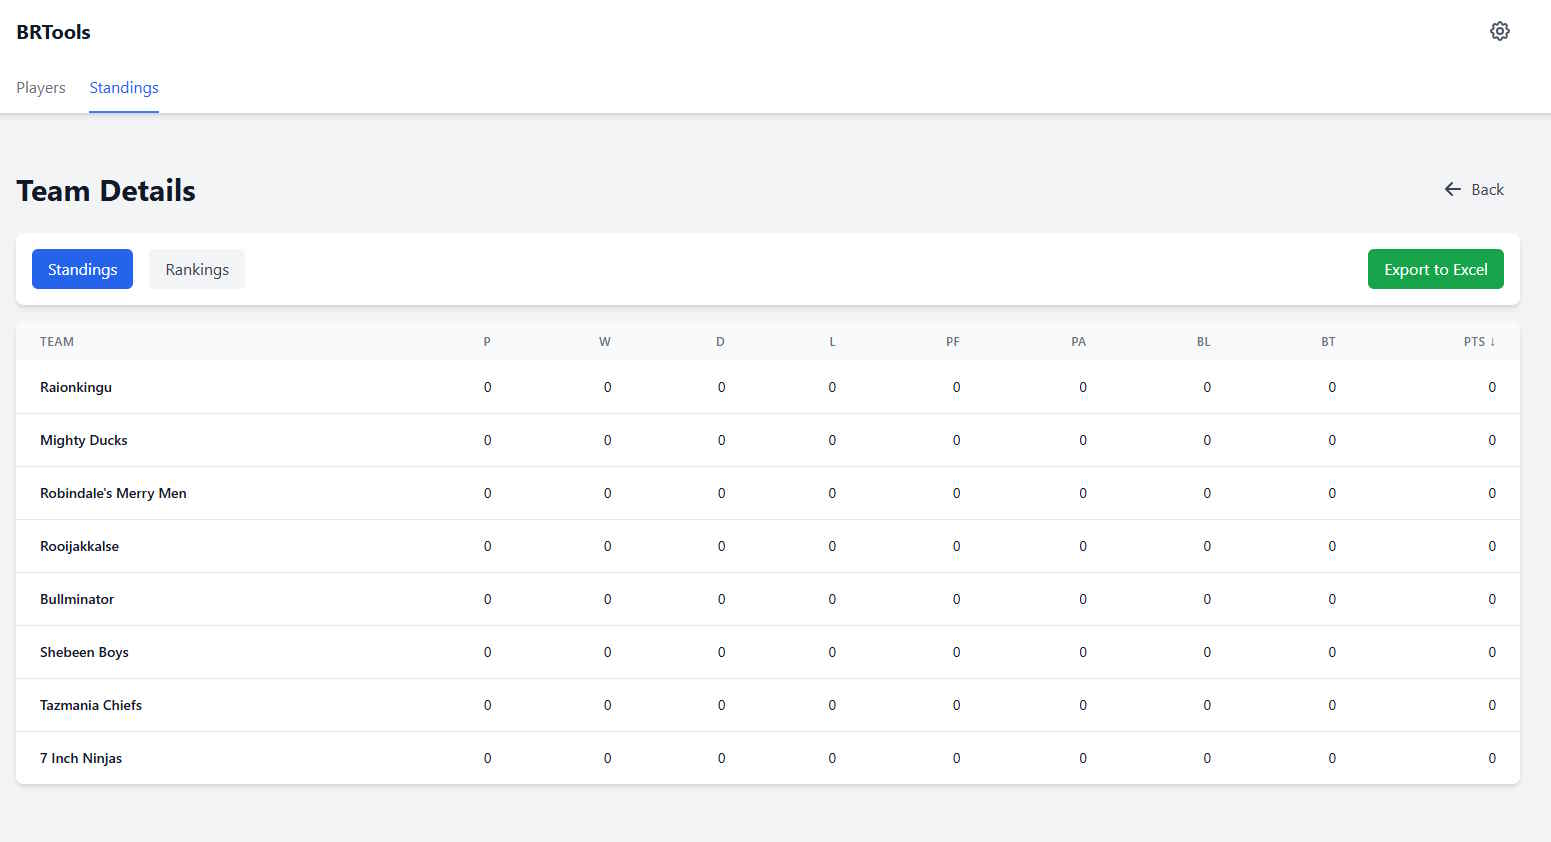 BRTools
Players Standings
Team Details
← Back
Standings Rankings Export to Excel
TEAM P W D L PF PA BL BT PTS ↓
Raionkingu 0 0 0 0 0 0 0 0 0
Mighty Ducks 0 0 0 0 0 0 0 0 0
Robindale's Merry Men 0 0 0 0 0 0 0 0 0
Rooijakkalse 0 0 0 0 0 0 0 0 0
Bullminator 0 0 0 0 0 0 0 0 0
Shebeen Boys 0 0 0 0 0 0 0 0 0
Tazmania Chiefs 0 0 0 0 0 0 0 0 0
7 Inch Ninjas 0 0 0 0 0 0 0 0 0